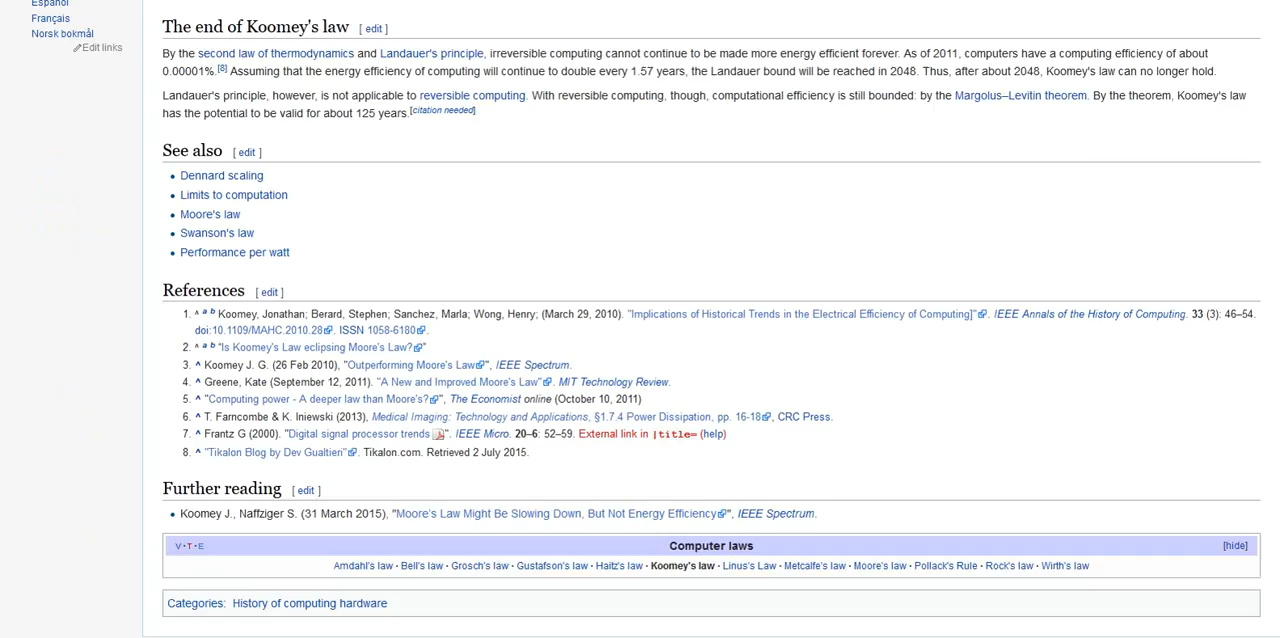 Español
Français
Norsk bokmål
Edit links
The end of Koomey's law [ edit ]
By the second law of thermodynamics and Landauer's principle, irreversible computing cannot continue to be made more energy efficient forever. As of 2011, computers have a computing efficiency of about
0.00001%.[8] Assuming that the energy efficiency of computing will continue to double every 1.57 years, the Landauer bound will be reached in 2048. Thus, after about 2048, Koomey's law can no longer hold.
Landauer's principle, however, is not applicable to reversible computing. With reversible computing, though, computational efficiency is still bounded: by the Margolus–Levitin theorem. By the theorem, Koomey's law
has the potential to be valid for about 125 years.[citation needed]
See also [ edit ]
• Dennard scaling
• Limits to computation
• Moore's law
• Swanson's law
• Performance per watt
References [ edit ]
1. ^ a b Koomey, Jonathan; Berard, Stephen; Sanchez, Marla; Wong, Henry; (March 29, 2010). "Implications of Historical Trends in the Electrical Efficiency of Computing]". IEEE Annals of the History of Computing. 33 (3): 46–54.
doi:10.1109/MAHC.2010.28. ISSN 1058-6180.
2. ^ a b "Is Koomey's Law eclipsing Moore's Law?"
3. ^ Koomey J. G. (26 Feb 2010), "Outperforming Moore's Law", IEEE Spectrum.
4. ^ Greene, Kate (September 12, 2011). "A New and Improved Moore's Law". MIT Technology Review.
5. ^ "Computing power - A deeper law than Moore's?", The Economist online (October 10, 2011)
6. ^ T. Farncombe & K. Iniewski (2013), Medical Imaging: Technology and Applications, §1.7.4 Power Dissipation, pp. 16-18, CRC Press.
7. ^ Frantz G (2000). "Digital signal processor trends". IEEE Micro. 20–6: 52–59. External link in |title= (help)
8. ^ "Tikalon Blog by Dev Gualtieri". Tikalon.com. Retrieved 2 July 2015.
Further reading [ edit ]
• Koomey J., Naffziger S. (31 March 2015), "Moore's Law Might Be Slowing Down, But Not Energy Efficiency", IEEE Spectrum.
V·T·E Computer laws [hide]
Amdahl's law · Bell's law · Grosch's law · Gustafson's law · Haitz's law · Koomey's law · Linus's Law · Metcalfe's law · Moore's law · Pollack's Rule · Rock's law · Wirth's law
Categories: History of computing hardware